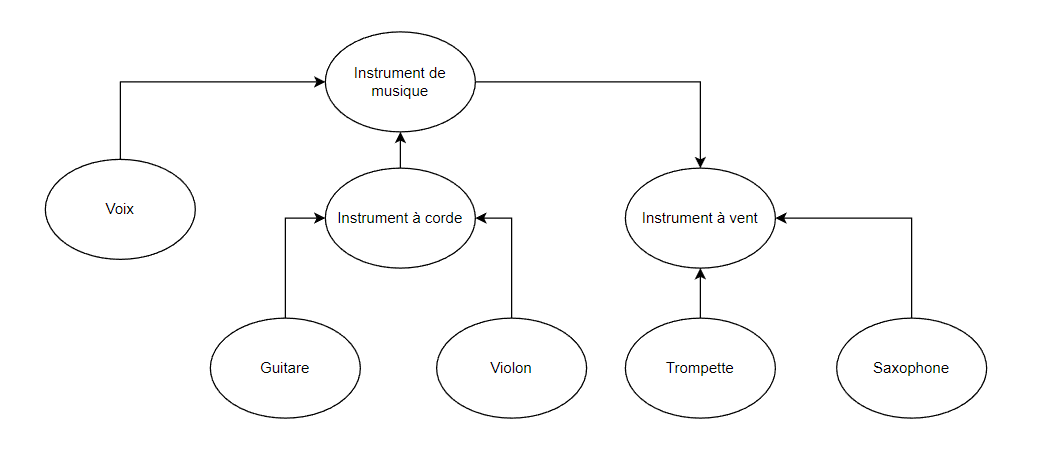 Instrument de
musique
Voix
Instrument à corde
Instrument à vent
Guitare
Violon
Trompette
Saxophone